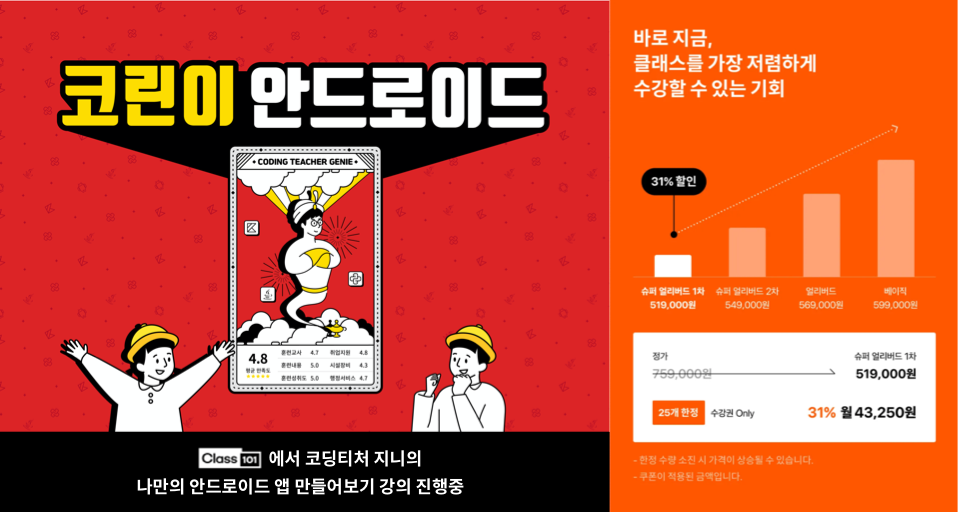 코린이 안드로이드
CODING TEACHER GENIE
4.8
평균 만족도
훈련교사 4.7 취업지원 4.8
훈련내용 5.0 시설장비 4.3
훈련성취도 5.0 행정서비스 4.7
Class 101 에서 코딩티처 지니의
나만의 안드로이드 앱 만들어보기 강의 진행중
바로 지금,
클래스를 가장 저렴하게
수강할 수 있는 기회
31% 할인
슈퍼 얼리버드 1차 슈퍼 얼리버드 2차 얼리버드 베이직
519,000원 549,000원 569,000원 599,000원
정가 슈퍼 얼리버드 1차
759,000원 519,000원
25개 한정 수강권 Only 31% 월 43,250원
- 한정 수량 소진 시 가격이 상승될 수 있습니다.
- 쿠폰이 적용된 금액입니다.